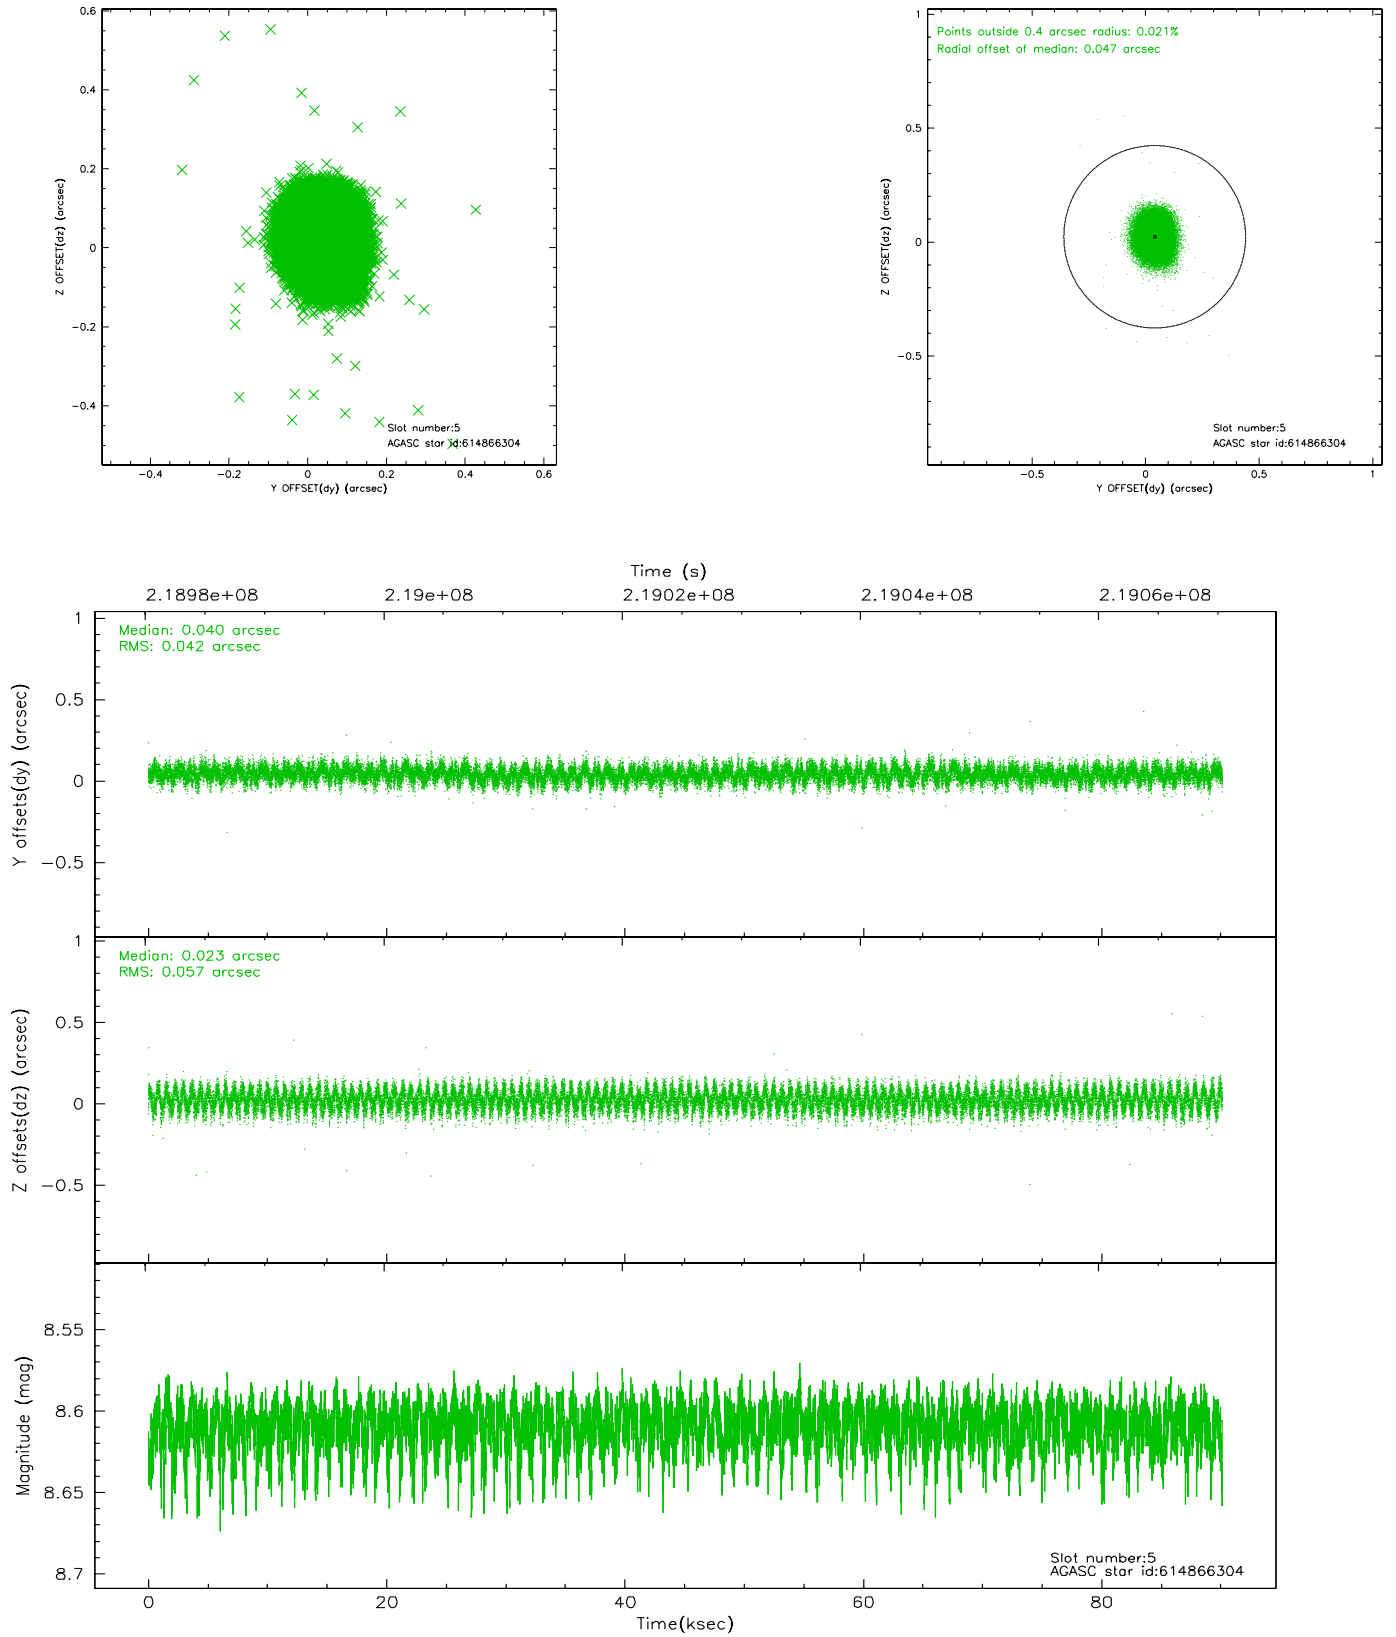 0.6
0.4
0.2
0
−0.2
−0.4
Z OFFSET(dz) (arcsec)
Slot number:5
AGASC star id:614866304
−0.4 −0.2 0 0.2 0.4 0.6
Y OFFSET(dy) (arcsec)
1
0.5
0
−0.5
Z OFFSET(dz) (arcsec)
Points outside 0.4 arcsec radius: 0.021%
Radial offset of median: 0.047 arcsec
Slot number:5
AGASC star id:614866304
−0.5 0 0.5 1
Y OFFSET(dy) (arcsec)
Time (s)
2.1898e+08 2.19e+08 2.1902e+08 2.1904e+08 2.1906e+08
Median: 0.040 arcsec
RMS: 0.042 arcsec
1
0.5
0
−0.5
Y offsets(dy) (arcsec)
Median: 0.023 arcsec
RMS: 0.057 arcsec
1
0.5
0
−0.5
Z offsets(dz) (arcsec)
8.55
8.6
8.65
8.7
Magnitude (mag)
Slot number:5
AGASC star id:614866304
0 20 40 60 80
Time(ksec)